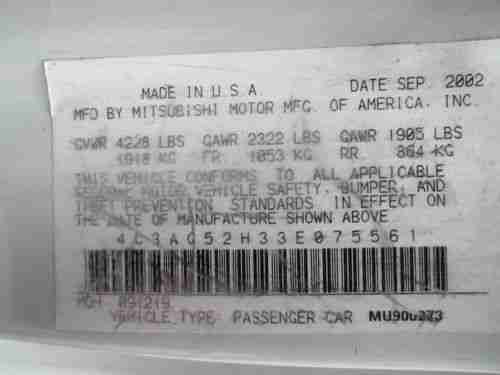 MADE IN U.S.A. DATE SEP. 2002
MFD BY MITSUBISHI MOTOR MFG. OF AMERICA, INC.
GVWR 4228 LBS GAWR 2322 LBS GAWR 1905 LBS
1918 KG FR. 1053 KG RR. 864 KG
THIS VEHICLE CONFORMS TO ALL APPLICABLE
MOTOR VEHICLE SAFETY, BUMPER, AND
THEFT PREVENTION STANDARDS IN EFFECT ON
THE DATE OF MANUFACTURE SHOWN ABOVE
4C3AG52H33E075561
091219
VEHICLE TYPE PASSENGER CAR MU900273